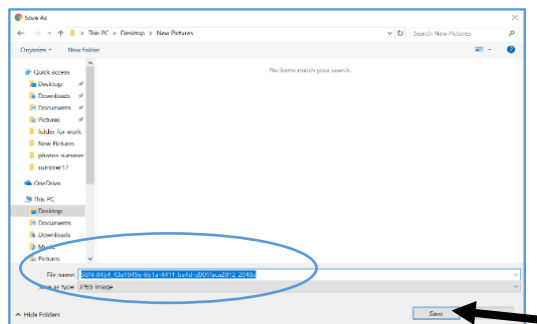 Save As
This PC > Desktop > New Pictures
Search New Pictures
Organize
New folder
No items match your search.
Quick access
Desktop
Downloads
Documents
Pictures
folder for work
New Pictures
photos summer
summer17
OneDrive
This PC
Desktop
Documents
Downloads
Music
Pictures
File name:
Save as type: JPEG Image
Hide Folders
Save